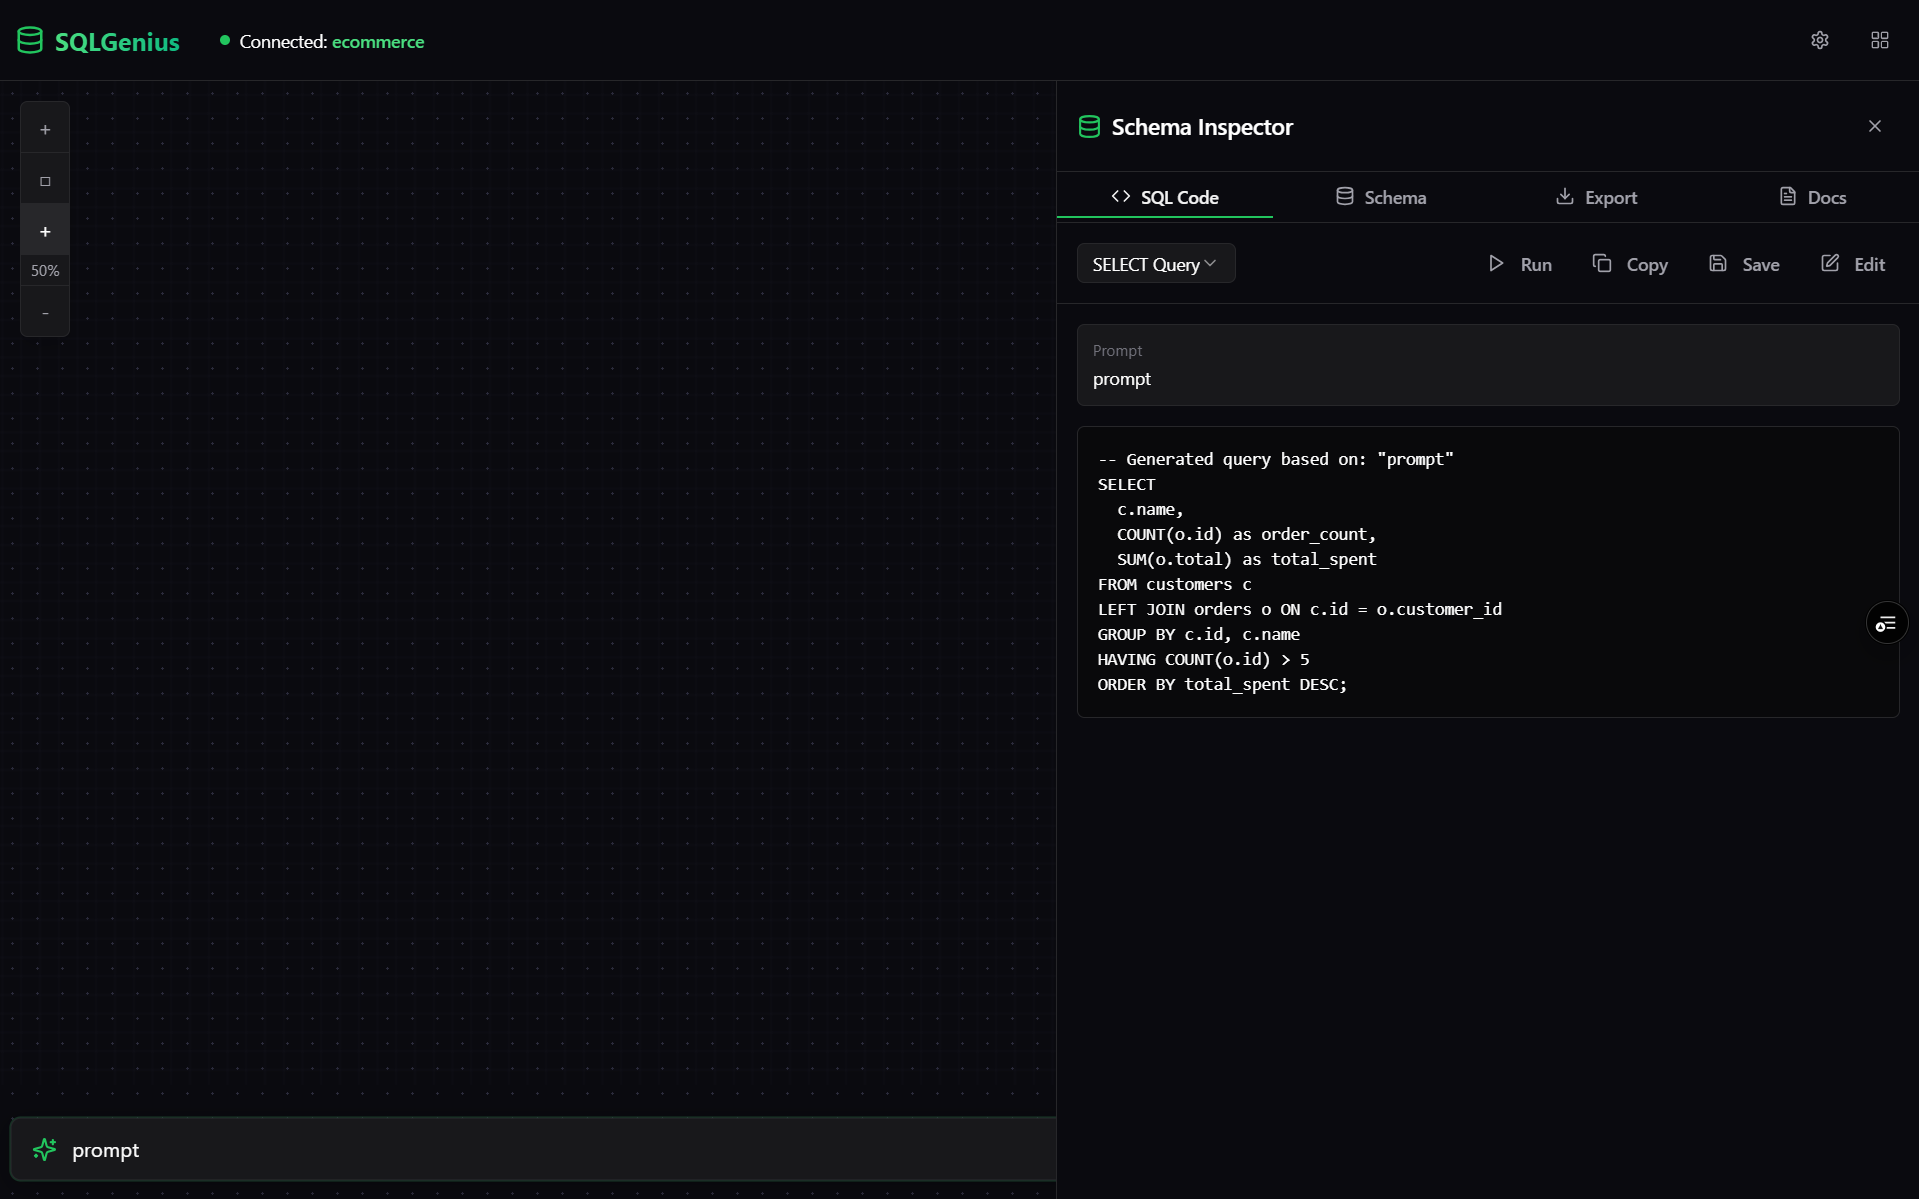 SQLGenius
Connected: ecommerce
+
+
50%
-
Schema Inspector
SQL Code
Schema
Export
Docs
SELECT Query
Run
Copy
Save
Edit
Prompt
prompt
-- Generated query based on: "prompt"
SELECT
  c.name,
  COUNT(o.id) as order_count,
  SUM(o.total) as total_spent
FROM customers c
LEFT JOIN orders o ON c.id = o.customer_id
GROUP BY c.id, c.name
HAVING COUNT(o.id) > 5
ORDER BY total_spent DESC;
prompt